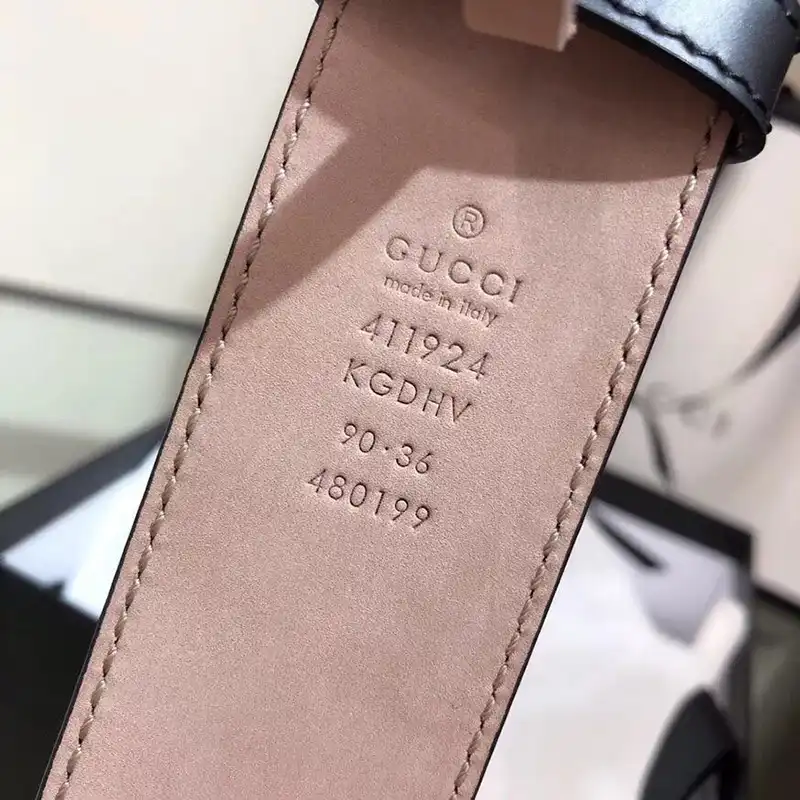 ®
GUCCI
made in italy
411924
KGDHV
90·36
480199